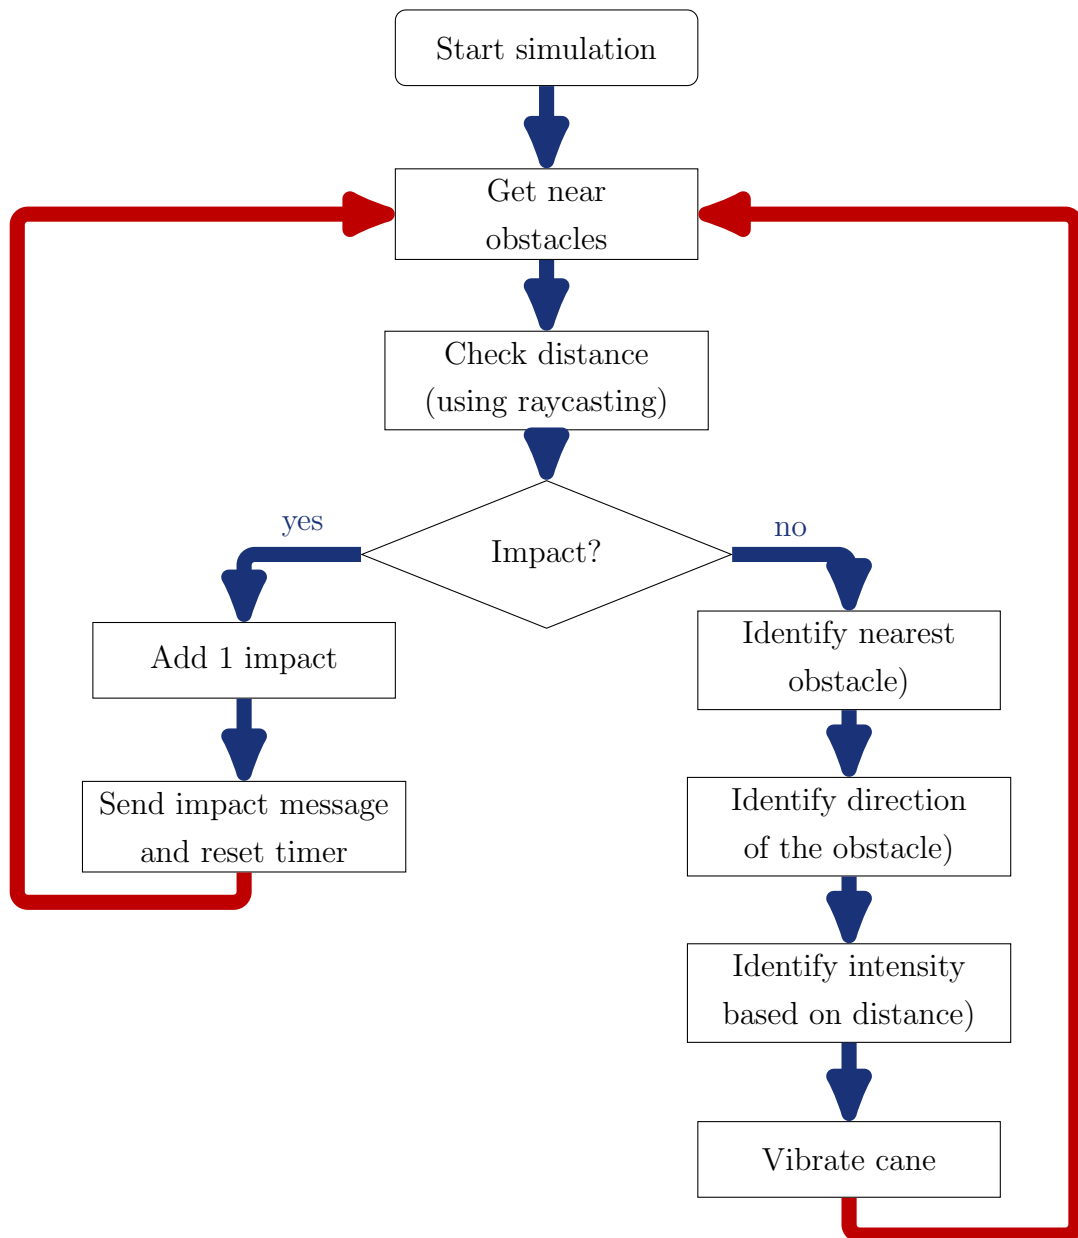 Start simulation
Get near
obstacles
Check distance
(using raycasting)
Impact?
yes
no
Add 1 impact
Send impact message
and reset timer
Identify nearest
obstacle)
Identify direction
of the obstacle)
Identify intensity
based on distance)
Vibrate cane